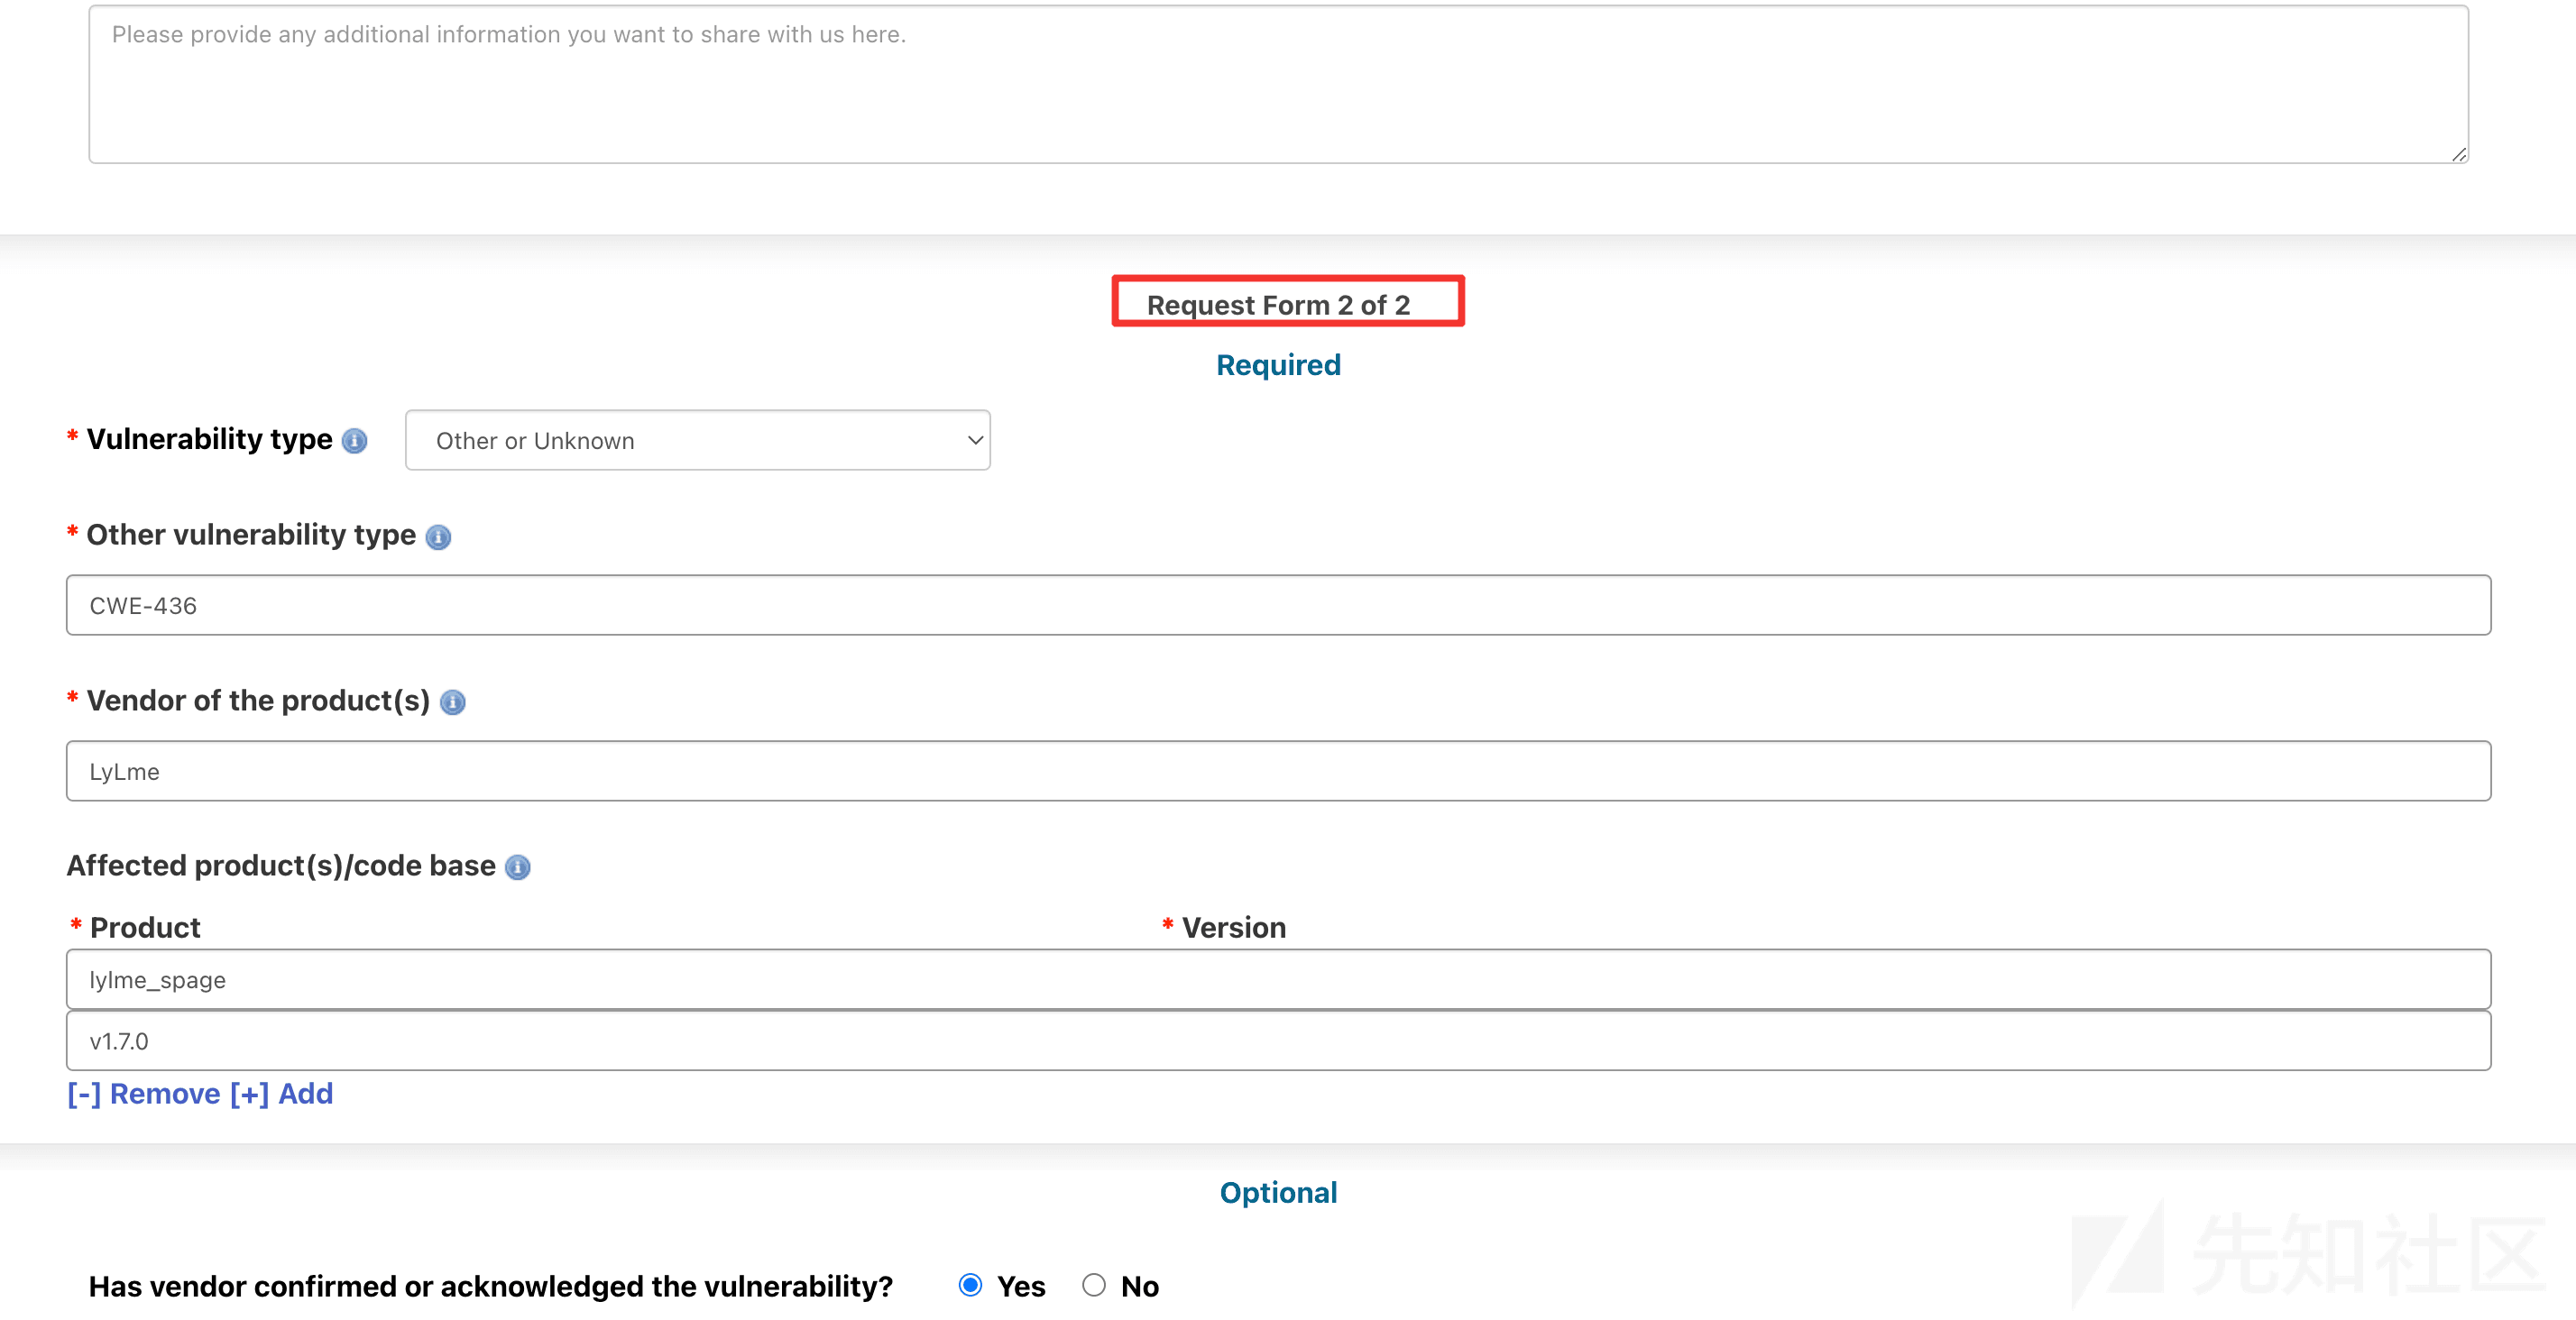 Please provide any additional information you want to share with us here.
Request Form 2 of 2
Required
* Vulnerability type
Other or Unknown
* Other vulnerability type
CWE-436
* Vendor of the product(s)
LyLme
Affected product(s)/code base
* Product * Version
lylme_spage
v1.7.0
[-] Remove [+] Add
Optional
Has vendor confirmed or acknowledged the vulnerability? Yes No
先知社区